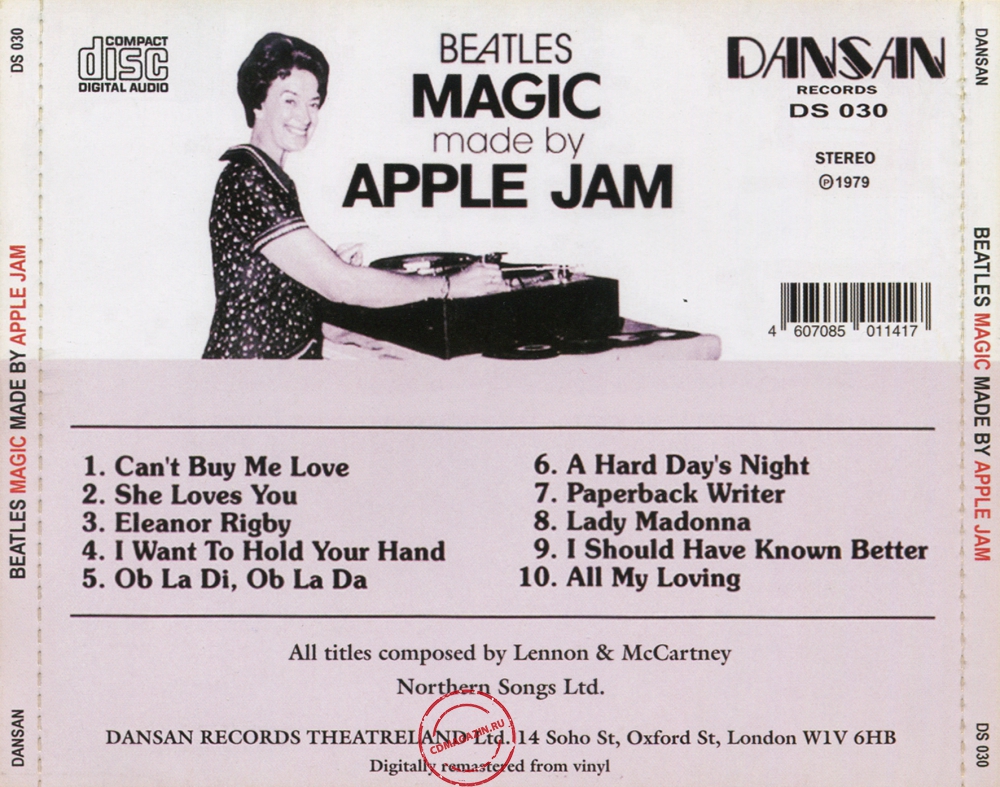 DS 030
BEATLES MAGIC MADE BY APPLE JAM
DANSAN
COMPACT
disc
DIGITAL AUDIO
BEATLES
MAGIC
made by
APPLE JAM
DANSAN
RECORDS
DS 030
STEREO
℗1979
4 607085 011417
1. Can't Buy Me Love
2. She Loves You
3. Eleanor Rigby
4. I Want To Hold Your Hand
5. Ob La Di, Ob La Da
6. A Hard Day's Night
7. Paperback Writer
8. Lady Madonna
9. I Should Have Known Better
10. All My Loving
All titles composed by Lennon & McCartney
Northern Songs Ltd.
DANSAN RECORDS THEATRELAND Ltd. 14 Soho St, Oxford St, London W1V 6HB
Digitally remastered from vinyl
CDMAGAZIN.RU
DANSAN
BEATLES MAGIC MADE BY APPLE JAM
DS 030